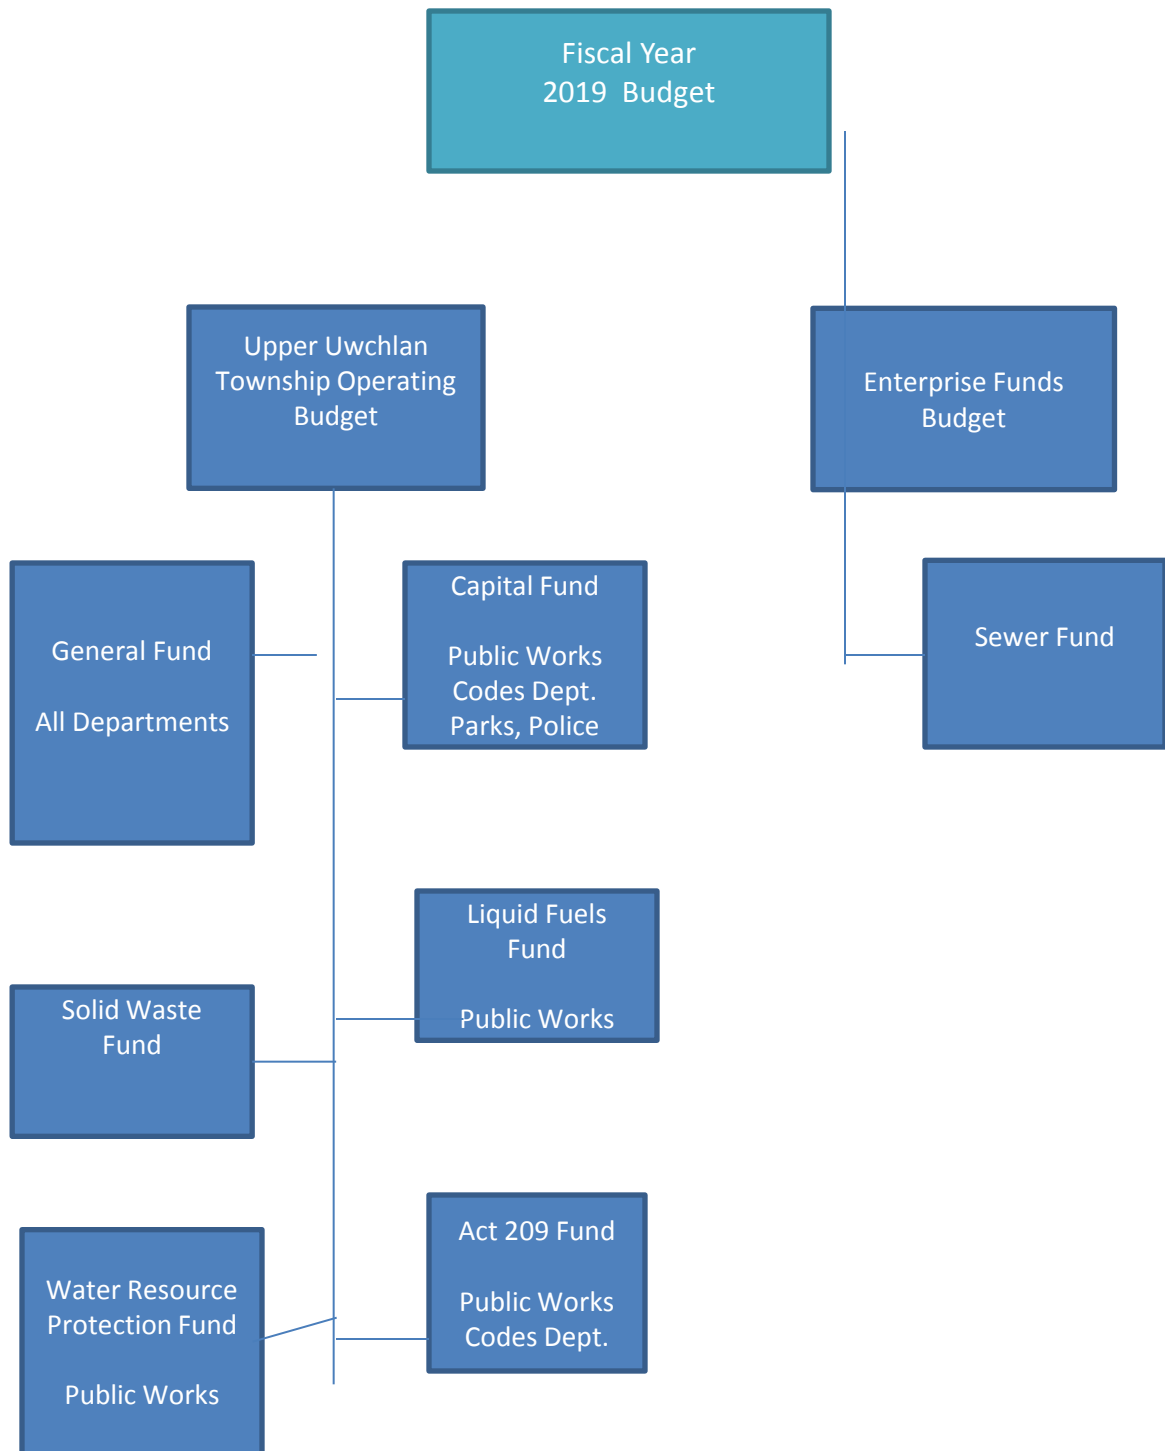 Fiscal Year
2019 Budget
Upper Uwchlan
Township Operating
Budget
Enterprise Funds
Budget
General Fund
All Departments
Capital Fund
Public Works
Codes Dept.
Parks, Police
Sewer Fund
Liquid Fuels
Fund
Public Works
Solid Waste
Fund
Act 209 Fund
Public Works
Codes Dept.
Water Resource
Protection Fund
Public Works